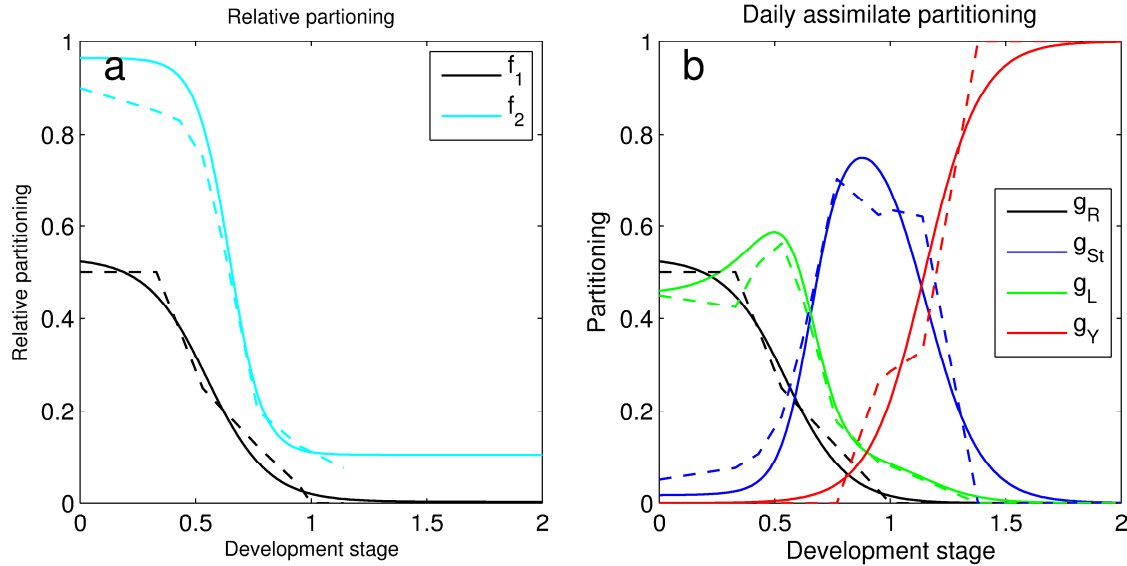 Relative partioning
a
f1
f2
1
0.8
0.6
0.4
0.2
0
0
0.5
1
1.5
2
Relative partioning
Development stage
Daily assimilate partitioning
b
gR
gSt
gL
gY
1
0.8
0.6
0.4
0.2
0
0
0.5
1
1.5
2
Partitioning
Development stage